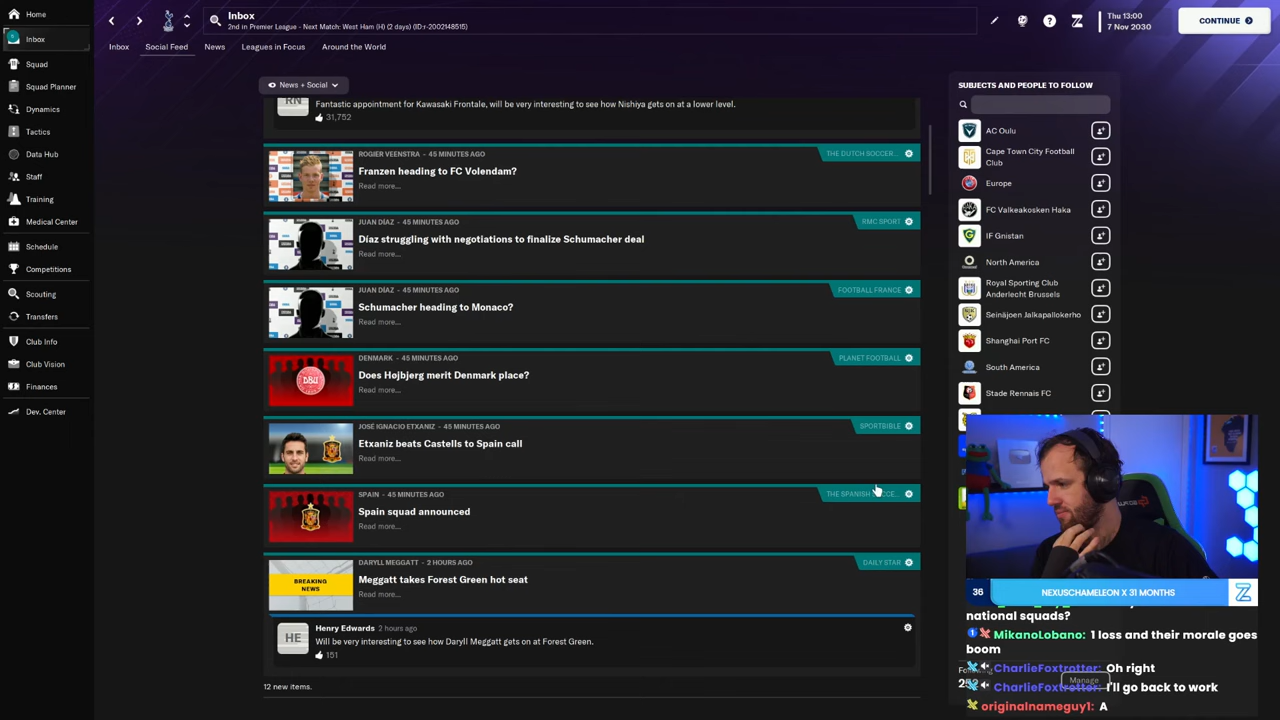 Home
Inbox
Squad
Squad Planner
Dynamics
Tactics
Data Hub
Staff
Training
Medical Center
Schedule
Competitions
Scouting
Transfers
Club Info
Club Vision
Finances
Dev. Center
Inbox
2nd in Premier League - Next Match: West Ham (H) (2 days) (ID:r-2002148515)
Thu 13:00
7 Nov 2030
CONTINUE
Inbox
Social Feed
News
Leagues in Focus
Around the World
News + Social
RN
Fantastic appointment for Kawasaki Frontale, will be very interesting to see how Nishiya gets on at a lower level.
31,752
ROGIER VEENSTRA - 45 MINUTES AGO
THE DUTCH SOCCER...
Franzen heading to FC Volendam?
Read more...
JUAN DÍAZ - 45 MINUTES AGO
RMC SPORT
Díaz struggling with negotiations to finalize Schumacher deal
Read more...
JUAN DÍAZ - 45 MINUTES AGO
FOOTBALL FRANCE
Schumacher heading to Monaco?
Read more...
DENMARK - 45 MINUTES AGO
PLANET FOOTBALL
DBU
Does Højbjerg merit Denmark place?
Read more...
JOSÉ IGNACIO ETXANIZ - 45 MINUTES AGO
SPORTBIBLE
Etxaniz beats Castells to Spain call
Read more...
SPAIN - 45 MINUTES AGO
THE SPANISH
Spain squad announced
Read more...
DARYLL MEGGATT - 2 HOURS AGO
DAILY STAR
BREAKING
NEWS
Meggatt takes Forest Green hot seat
Read more...
HE
Henry Edwards 2 hours ago
Will be very interesting to see how Daryll Meggatt gets on at Forest Green.
151
12 new items.
SUBJECTS AND PEOPLE TO FOLLOW
AC Oulu
Cape Town City Football
Club
Europe
FC Valkeakosken Haka
IF Gnistan
North America
Royal Sporting Club
Anderlecht Brussels
Seinäjoen Jalkapallokerho
Shanghai Port FC
South America
Stade Rennais FC
36
NEXUSCHAMELEON X 31 MONTHS
national squads?
MikanoLobano: 1 loss and their morale goes
boom
CharlieFoxtrotter: Oh right
Manage
CharlieFoxtrotter: I'll go back to work
originalnameguy1: A